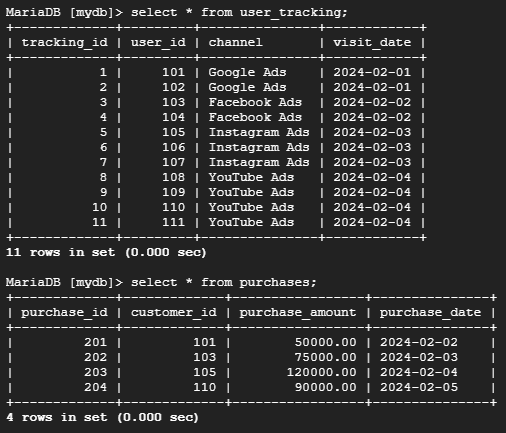 MariaDB [mydb]> select * from user_tracking;
+-------------+---------+---------------+------------+
| tracking_id | user_id | channel       | visit_date |
+-------------+---------+---------------+------------+
|           1 |     101 | Google Ads    | 2024-02-01 |
|           2 |     102 | Google Ads    | 2024-02-01 |
|           3 |     103 | Facebook Ads  | 2024-02-02 |
|           4 |     104 | Facebook Ads  | 2024-02-02 |
|           5 |     105 | Instagram Ads | 2024-02-03 |
|           6 |     106 | Instagram Ads | 2024-02-03 |
|           7 |     107 | Instagram Ads | 2024-02-03 |
|           8 |     108 | YouTube Ads   | 2024-02-04 |
|           9 |     109 | YouTube Ads   | 2024-02-04 |
|          10 |     110 | YouTube Ads   | 2024-02-04 |
|          11 |     111 | YouTube Ads   | 2024-02-04 |
+-------------+---------+---------------+------------+
11 rows in set (0.000 sec)
MariaDB [mydb]> select * from purchases;
+-------------+-------------+-----------------+---------------+
| purchase_id | customer_id | purchase_amount | purchase_date |
+-------------+-------------+-----------------+---------------+
|         201 |         101 |        50000.00 | 2024-02-02    |
|         202 |         103 |        75000.00 | 2024-02-03    |
|         203 |         105 |       120000.00 | 2024-02-04    |
|         204 |         110 |        90000.00 | 2024-02-05    |
+-------------+-------------+-----------------+---------------+
4 rows in set (0.000 sec)